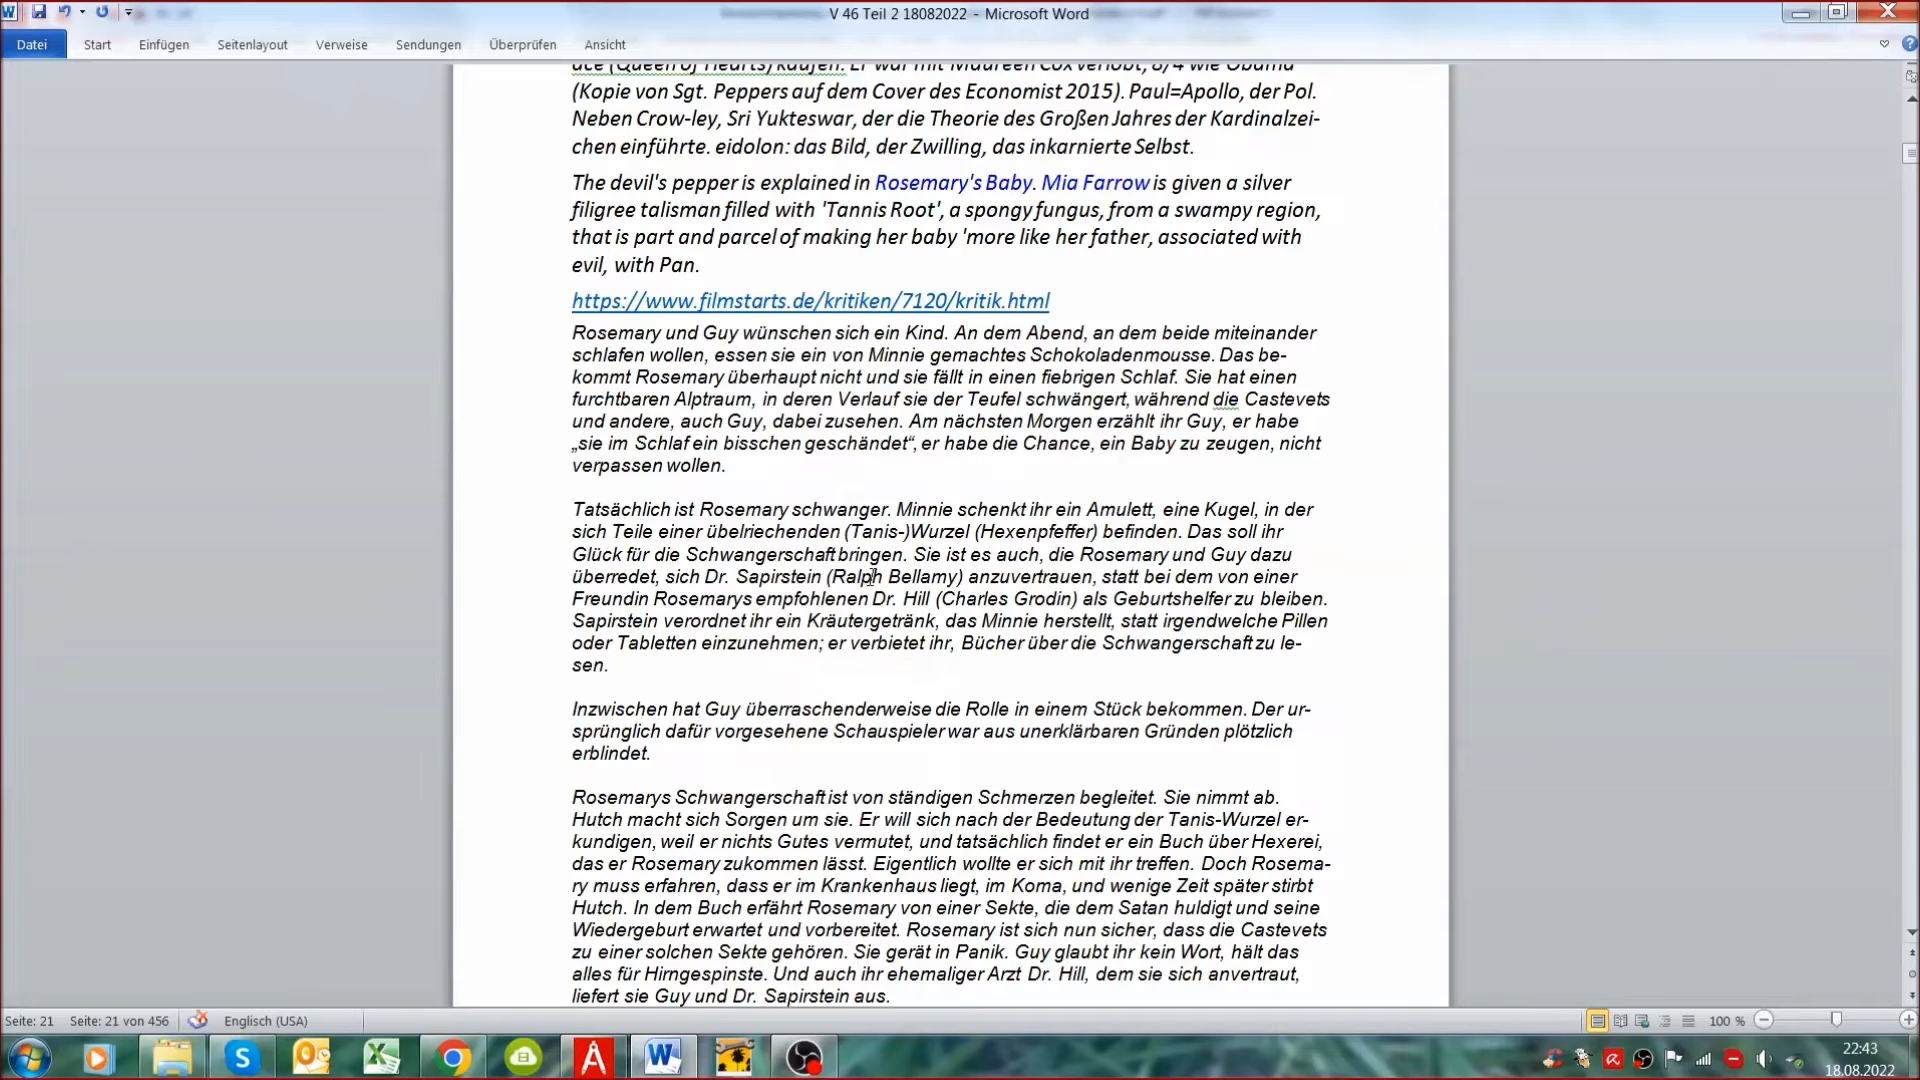 V 46 Teil 2 18082022 - Microsoft Word
Datei Start Einfügen Seitenlayout Verweise Sendungen Überprüfen Ansicht
ace (Queen of Hearts) kaufen. Er war mit Maureen Cox verlobt, 8/4 wie Obama
(Kopie von Sgt. Peppers auf dem Cover des Economist 2015). Paul=Apollo, der Pol.
Neben Crow-ley, Sri Yukteswar, der die Theorie des Großen Jahres der Kardinalzei-
chen einführte. eidolon: das Bild, der Zwilling, das inkarnierte Selbst.
The devil's pepper is explained in Rosemary's Baby. Mia Farrow is given a silver
filigree talisman filled with 'Tannis Root', a spongy fungus, from a swampy region,
that is part and parcel of making her baby 'more like her father, associated with
evil, with Pan.
https://www.filmstarts.de/kritiken/7120/kritik.html
Rosemary und Guy wünschen sich ein Kind. An dem Abend, an dem beide miteinander
schlafen wollen, essen sie ein von Minnie gemachtes Schokoladenmousse. Das be-
kommt Rosemary überhaupt nicht und sie fällt in einen fiebrigen Schlaf. Sie hat einen
furchtbaren Alptraum, in deren Verlauf sie der Teufel schwängert, während die Castevets
und andere, auch Guy, dabei zusehen. Am nächsten Morgen erzählt ihr Guy, er habe
„sie im Schlaf ein bisschen geschändet“, er habe die Chance, ein Baby zu zeugen, nicht
verpassen wollen.
Tatsächlich ist Rosemary schwanger. Minnie schenkt ihr ein Amulett, eine Kugel, in der
sich Teile einer übelriechenden (Tanis-)Wurzel (Hexenpfeffer) befinden. Das soll ihr
Glück für die Schwangerschaft bringen. Sie ist es auch, die Rosemary und Guy dazu
überredet, sich Dr. Sapirstein (Ralph Bellamy) anzuvertrauen, statt bei dem von einer
Freundin Rosemarys empfohlenen Dr. Hill (Charles Grodin) als Geburtshelfer zu bleiben.
Sapirstein verordnet ihr ein Kräutergetränk, das Minnie herstellt, statt irgendwelche Pillen
oder Tabletten einzunehmen; er verbietet ihr, Bücher über die Schwangerschaft zu le-
sen.
Inzwischen hat Guy überraschenderweise die Rolle in einem Stück bekommen. Der ur-
sprünglich dafür vorgesehene Schauspieler war aus unerklärbaren Gründen plötzlich
erblindet.
Rosemarys Schwangerschaft ist von ständigen Schmerzen begleitet. Sie nimmt ab.
Hutch macht sich Sorgen um sie. Er will sich nach der Bedeutung der Tanis-Wurzel er-
kundigen, weil er nichts Gutes vermutet, und tatsächlich findet er ein Buch über Hexerei,
das er Rosemary zukommen lässt. Eigentlich wollte er sich mit ihr treffen. Doch Rosema-
ry muss erfahren, dass er im Krankenhaus liegt, im Koma, und wenige Zeit später stirbt
Hutch. In dem Buch erfährt Rosemary von einer Sekte, die dem Satan huldigt und seine
Wiedergeburt erwartet und vorbereitet. Rosemary ist sich nun sicher, dass die Castevets
zu einer solchen Sekte gehören. Sie gerät in Panik. Guy glaubt ihr kein Wort, hält das
alles für Hirngespinste. Und auch ihr ehemaliger Arzt Dr. Hill, dem sie sich anvertraut,
liefert sie Guy und Dr. Sapirstein aus.
Seite: 21 Seite: 21 von 456 Englisch (USA) 100 %
22:43
18.08.2022